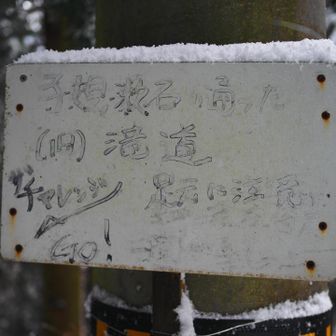 子規漱石 通った
(旧) 滝道
チャレンジ 足元に注意
GO!